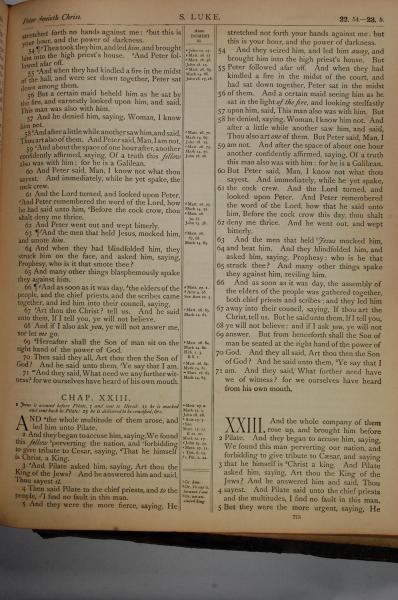 Peter denieth Christ.
S. LUKE.
22. 54.—23. 5.
stretched forth no hands against me: but this is
your hour, and the power of darkness.
54 ¶ Then took they him, and led him, and brought
him into the high priest's house. And Peter fol-
lowed afar off.
55 And when they had kindled a fire in the midst
of the hall, and were set down together, Peter sat
down among them.
56 But a certain maid beheld him as he sat by
the fire, and earnestly looked upon him, and said,
This man was also with him.
57 And he denied him, saying, Woman, I know
him not.
58 And after a little while another saw him, and said,
Thou art also of them. And Peter said, Man, I am not.
59 And about the space of one hour after, another
confidently affirmed, saying, Of a truth this fellow
also was with him: for he is a Galilean.
60 And Peter said, Man, I know not what thou
sayest. And immediately, while he yet spake, the
cock crew.
61 And the Lord turned, and looked upon Peter.
And Peter remembered the word of the Lord, how
he had said unto him, Before the cock crow, thou
shalt deny me thrice.
62 And Peter went out and wept bitterly.
63 ¶ And the men that held Jesus, mocked him,
and smote him.
64 And when they had blindfolded him, they
struck him on the face, and asked him, saying,
Prophesy, who is it that smote thee?
65 And many other things blasphemously spake
they against him.
66 ¶ And as soon as it was day, the elders of the
people, and the chief priests, and the scribes came
together, and led him into their council, saying,
67 Art thou the Christ? tell us. And he said
unto them, If I tell you, ye will not believe.
68 And if I also ask you, ye will not answer me,
nor let me go.
69 Hereafter shall the Son of man sit on the
right hand of the power of God.
70 Then said they all, Art thou then the Son of
God? And he said unto them, Ye say that I am.
71 And they said, What need we any further wit-
ness? for we ourselves have heard of his own mouth.
CHAP. XXIII.
1 Jesus is accused before Pilate, 7 and sent to Herod.
AND the whole multitude of them arose, and
led him unto Pilate.
2 And they began to accuse him, saying, We found
this fellow perverting the nation, and forbidding
to give tribute to Cæsar, saying, That he himself
is Christ, a King.
3 And Pilate asked him, saying, Art thou the
King of the Jews? And he answered him and said,
Thou sayest it.
4 Then said Pilate to the chief priests, and to the
people, I find no fault in this man.
5 And they were the more fierce, saying, He
Anno
DOMINI
stretched not forth your hands against me: but
this is your hour, and the power of darkness.
54 And they seized him, and led him away, and
brought him into the high priest's house. But
55 Peter followed afar off. And when they had
kindled a fire in the midst of the court, and
had sat down together, Peter sat in the midst
56 of them. And a certain maid seeing him as he
sat in the light of the fire, and looking stedfastly
57 upon him, said, This man also was with him. But
58 he denied, saying, Woman, I know him not. And
after a little while another saw him, and said,
Thou also art one of them. But Peter said, Man, I
59 am not. And after the space of about one hour
another confidently affirmed, saying, Of a truth
this man also was with him: for he is a Galilæan.
60 But Peter said, Man, I know not what thou
sayest. And immediately, while he yet spake,
61 the cock crew. And the Lord turned, and
looked upon Peter. And Peter remembered
the word of the Lord, how that he said unto
him, Before the cock crow this day, thou shalt
62 deny me thrice. And he went out, and wept
bitterly.
63 And the men that held Jesus mocked him,
64 and beat him. And they blindfolded him, and
asked him, saying, Prophesy: who is he that
65 struck thee? And many other things spake
they against him, reviling him.
66 And as soon as it was day, the assembly of
the elders of the people was gathered together,
both chief priests and scribes; and they led him
67 away into their council, saying, If thou art the
Christ, tell us. But he said unto them, If I tell you,
68 ye will not believe: and if I ask you, ye will not
69 answer. But from henceforth shall the Son of
man be seated at the right hand of the power of
70 God. And they all said, Art thou then the Son
of God? And he said unto them, Ye say that I
71 am. And they said, What further need have
we of witness? for we ourselves have heard
from his own mouth.
XXIII. And the whole company of them
rose up, and brought him before
2 Pilate. And they began to accuse him, saying,
We found this man perverting our nation, and
forbidding to give tribute to Cæsar, and saying
3 that he himself is Christ a king. And Pilate
asked him, saying, Art thou the King of the
Jews? And he answered him and said, Thou
4 sayest. And Pilate said unto the chief priests
and the multitudes, I find no fault in this man.
5 But they were the more urgent, saying, He